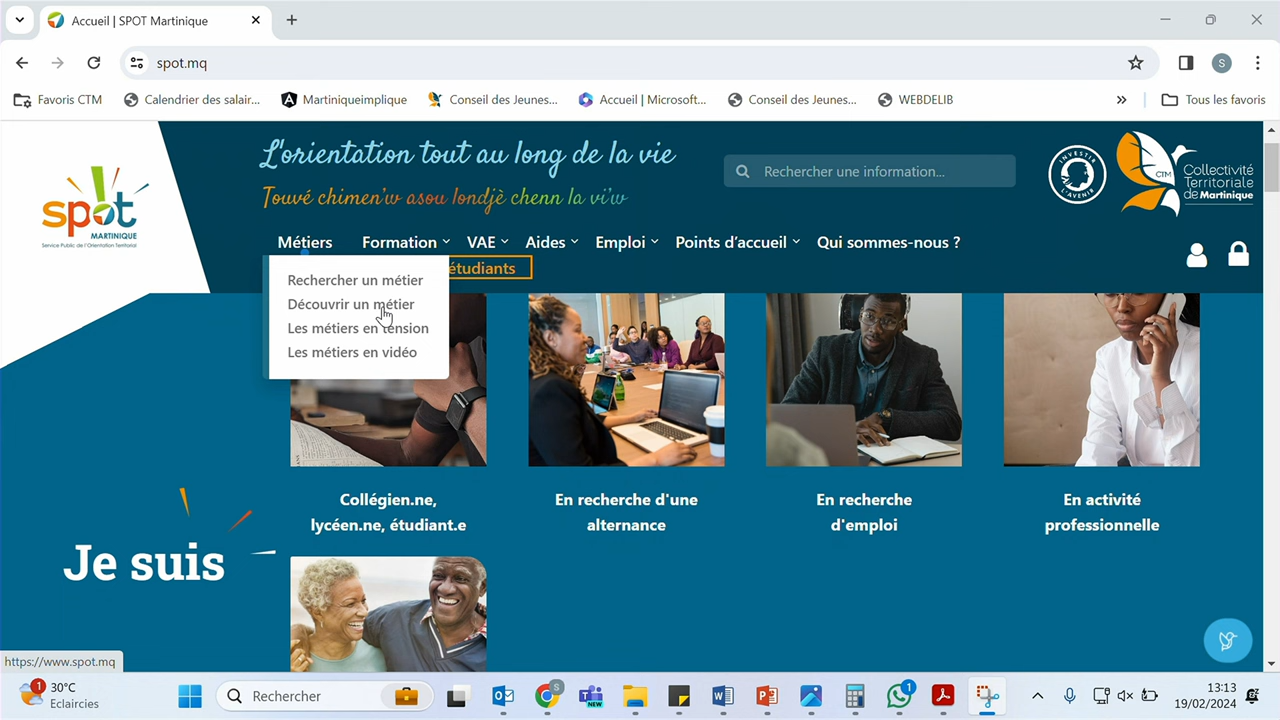 Accueil | SPOT Martinique
spot.mq
Favoris CTM
Calendrier des salair...
Martiniqueimplique
Conseil des Jeunes...
Accueil | Microsoft...
Conseil des Jeunes...
WEBDELIB
Tous les favoris
L'orientation tout au long de la vie
Touvé chimen'w asou londjè chenn la vi'w
spot
MARTINIQUE
Service Public de l'Orientation Territorial
Rechercher une information...
INVESTIR
L'AVENIR
CTM
Collectivité
Territoriale
de Martinique
Métiers
Formation
VAE
Aides
Emploi
Points d'accueil
Qui sommes-nous ?
étudiants
Rechercher un métier
Découvrir un métier
Les métiers en tension
Les métiers en vidéo
Je suis
Collégien.ne,
lycéen.ne, étudiant.e
En recherche d'une
alternance
En recherche
d'emploi
En activité
professionnelle
https://www.spot.mq
1
30°C
Eclaircies
Rechercher
S
NEW
1
13:13
19/02/2024